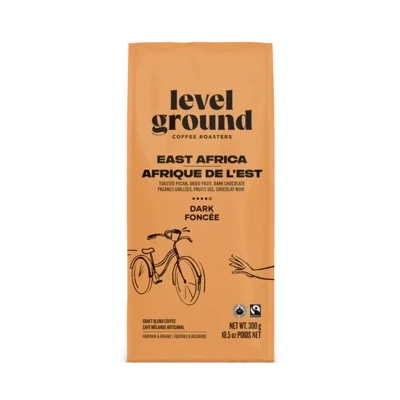 level
ground
COFFEE ROASTERS
EAST AFRICA
AFRIQUE DE L'EST
TOASTED PECAN, DRIED FRUIT, DARK CHOCOLATE
PACANES GRILLÉES, FRUITS SEC, CHOCOLAT NOIR
DARK
FONCÉE
CRAFT BLEND COFFEE
CAFÉ MÉLANGE ARTISANAL
NET WT. 300 g
10.5 oz POIDS NET